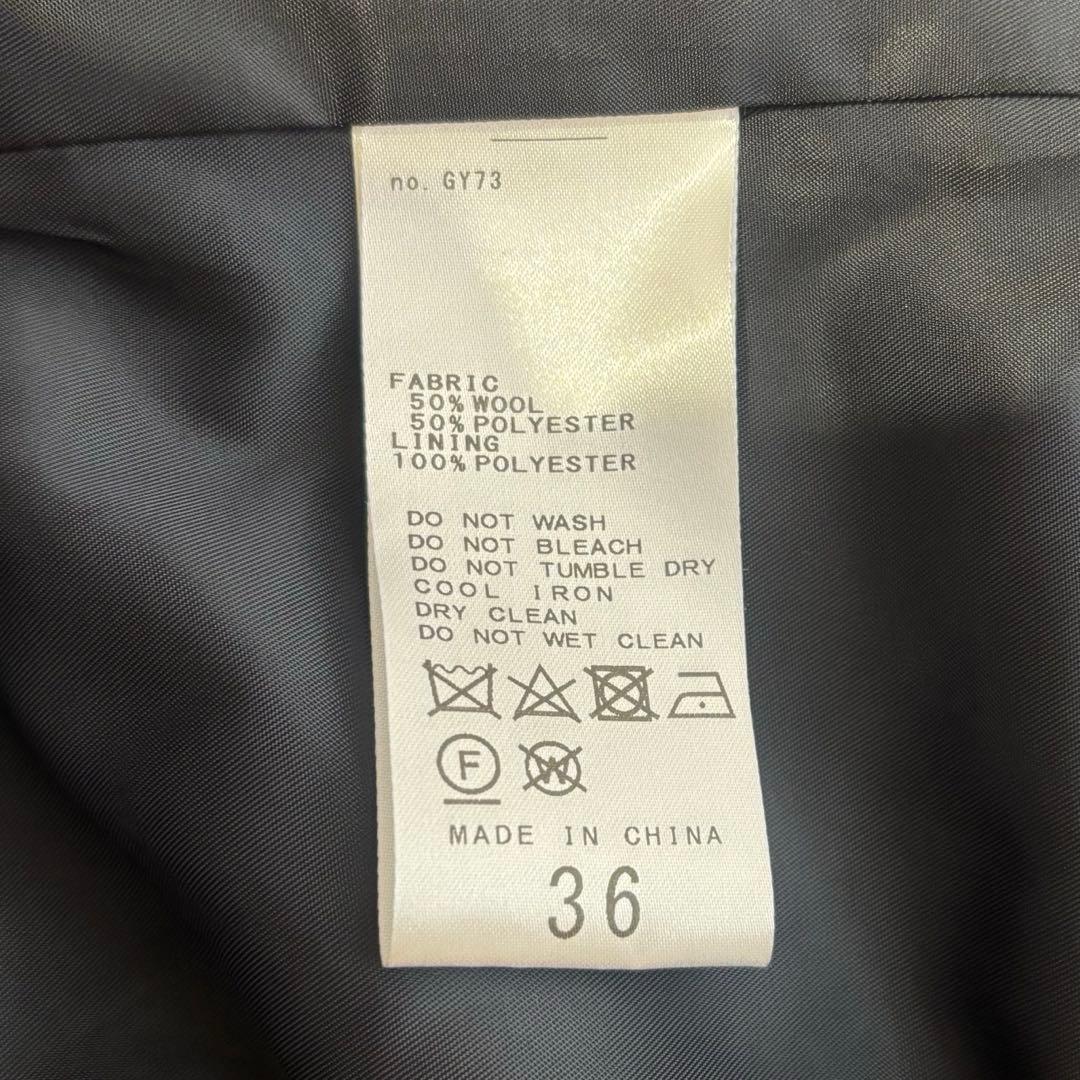 no. GY73
FABRIC
50% WOOL
50% POLYESTER
LINING
100% POLYESTER
DO NOT WASH
DO NOT BLEACH
DO NOT TUMBLE DRY
COOL IRON
DRY CLEAN
DO NOT WET CLEAN
F W
MADE IN CHINA
36